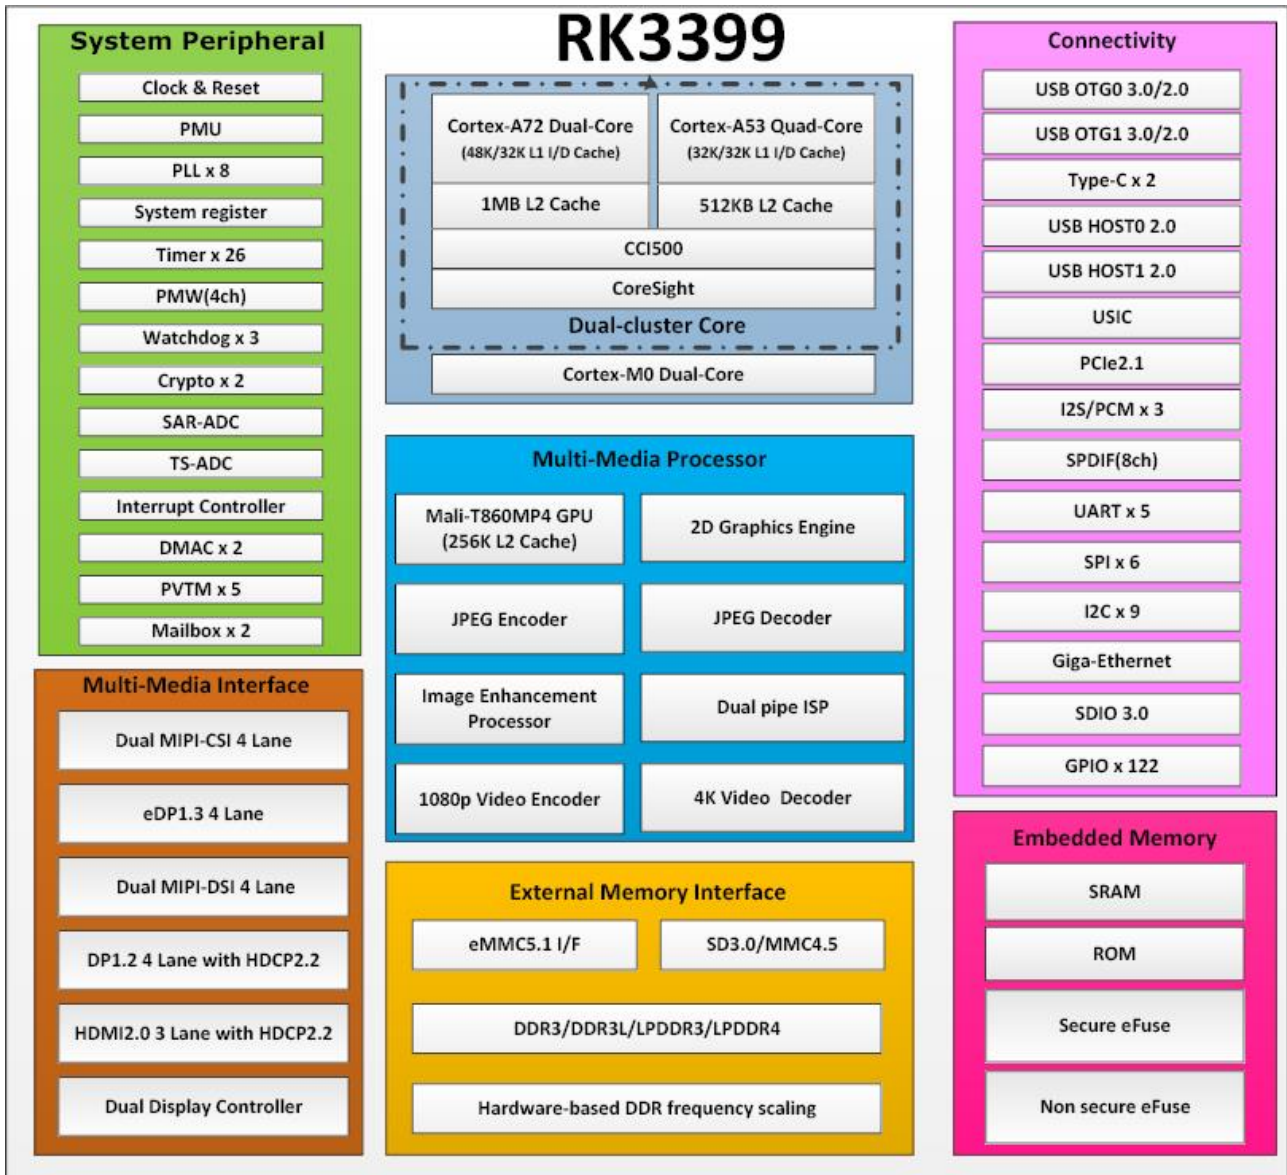 RK3399
System Peripheral
Clock & Reset
PMU
PLL x 8
System register
Timer x 26
PMW(4ch)
Watchdog x 3
Crypto x 2
SAR-ADC
TS-ADC
Interrupt Controller
DMAC x 2
PVTM x 5
Mailbox x 2
Multi-Media Interface
Dual MIPI-CSI 4 Lane
eDP1.3 4 Lane
Dual MIPI-DSI 4 Lane
DP1.2 4 Lane with HDCP2.2
HDMI2.0 3 Lane with HDCP2.2
Dual Display Controller
Cortex-A72 Dual-Core
(48K/32K L1 I/D Cache)
1MB L2 Cache
Cortex-A53 Quad-Core
(32K/32K L1 I/D Cache)
512KB L2 Cache
CCI500
CoreSight
Dual-cluster Core
Cortex-M0 Dual-Core
Multi-Media Processor
Mali-T860MP4 GPU
(256K L2 Cache)
2D Graphics Engine
JPEG Encoder
JPEG Decoder
Image Enhancement
Processor
Dual pipe ISP
1080p Video Encoder
4K Video Decoder
External Memory Interface
eMMC5.1 I/F
SD3.0/MMC4.5
DDR3/DDR3L/LPDDR3/LPDDR4
Hardware-based DDR frequency scaling
Connectivity
USB OTG0 3.0/2.0
USB OTG1 3.0/2.0
Type-C x 2
USB HOST0 2.0
USB HOST1 2.0
USIC
PCIe2.1
I2S/PCM x 3
SPDIF(8ch)
UART x 5
SPI x 6
I2C x 9
Giga-Ethernet
SDIO 3.0
GPIO x 122
Embedded Memory
SRAM
ROM
Secure eFuse
Non secure eFuse